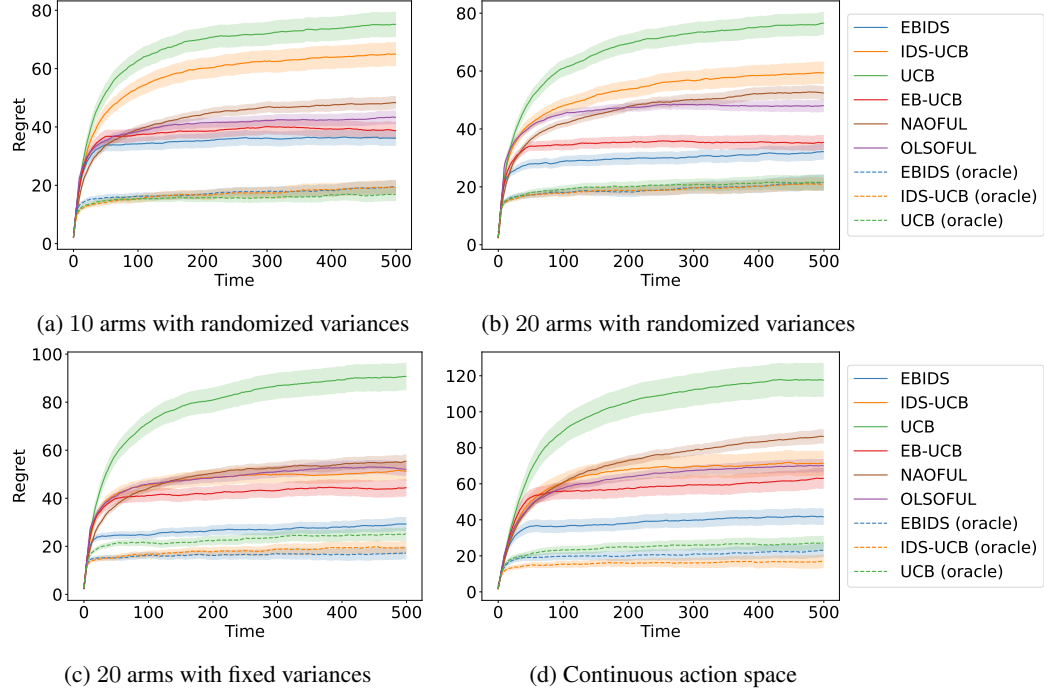 80
60
40
20
0
Regret
0 100 200 300 400 500
Time
(a) 10 arms with randomized variances
80
60
40
20
0
0 100 200 300 400 500
Time
(b) 20 arms with randomized variances
EBIDS
IDS-UCB
UCB
EB-UCB
NAOFUL
OLSOFUL
EBIDS (oracle)
IDS-UCB (oracle)
UCB (oracle)
100
80
60
40
20
0
Regret
0 100 200 300 400 500
Time
(c) 20 arms with fixed variances
120
100
80
60
40
20
0
0 100 200 300 400 500
Time
(d) Continuous action space
EBIDS
IDS-UCB
UCB
EB-UCB
NAOFUL
OLSOFUL
EBIDS (oracle)
IDS-UCB (oracle)
UCB (oracle)